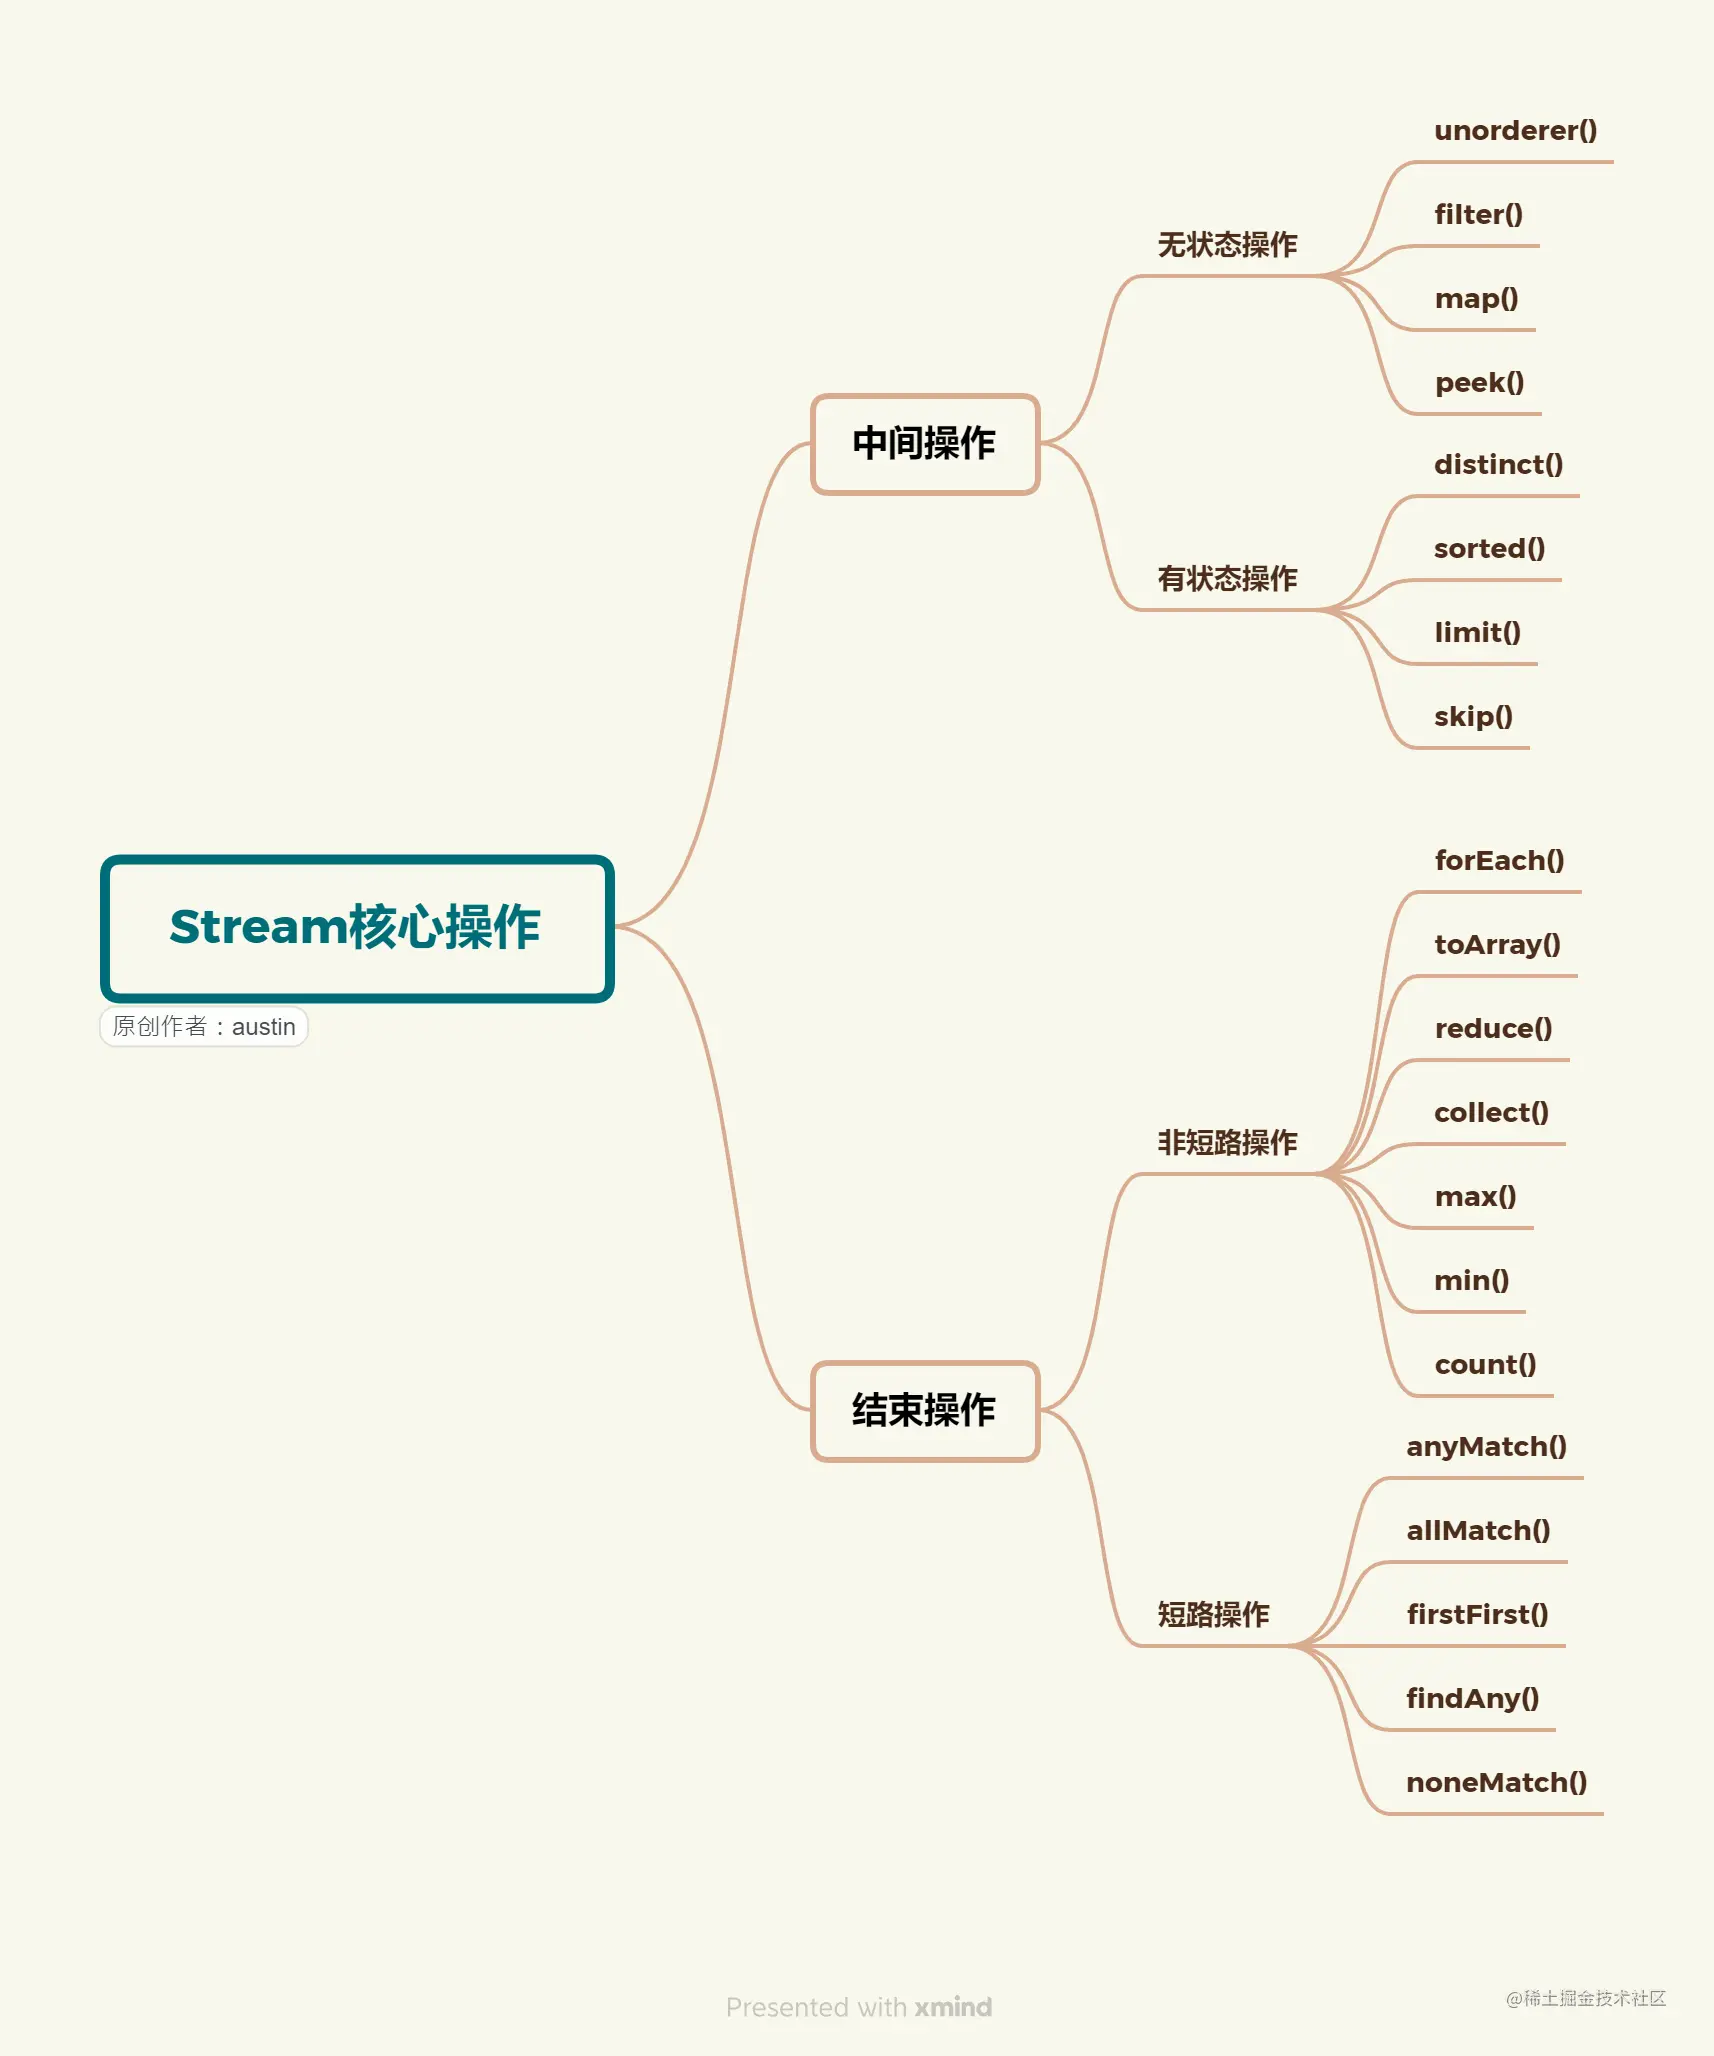 unorderer()
filter()
无状态操作
map()
peek()
中间操作
distinct()
sorted()
有状态操作
limit()
skip()
Stream核心操作
原创作者：austin
forEach()
toArray()
reduce()
collect()
非短路操作
max()
min()
count()
结束操作
anyMatch()
allMatch()
短路操作
firstFirst()
findAny()
noneMatch()
Presented with xmind
@稀土掘金技术社区